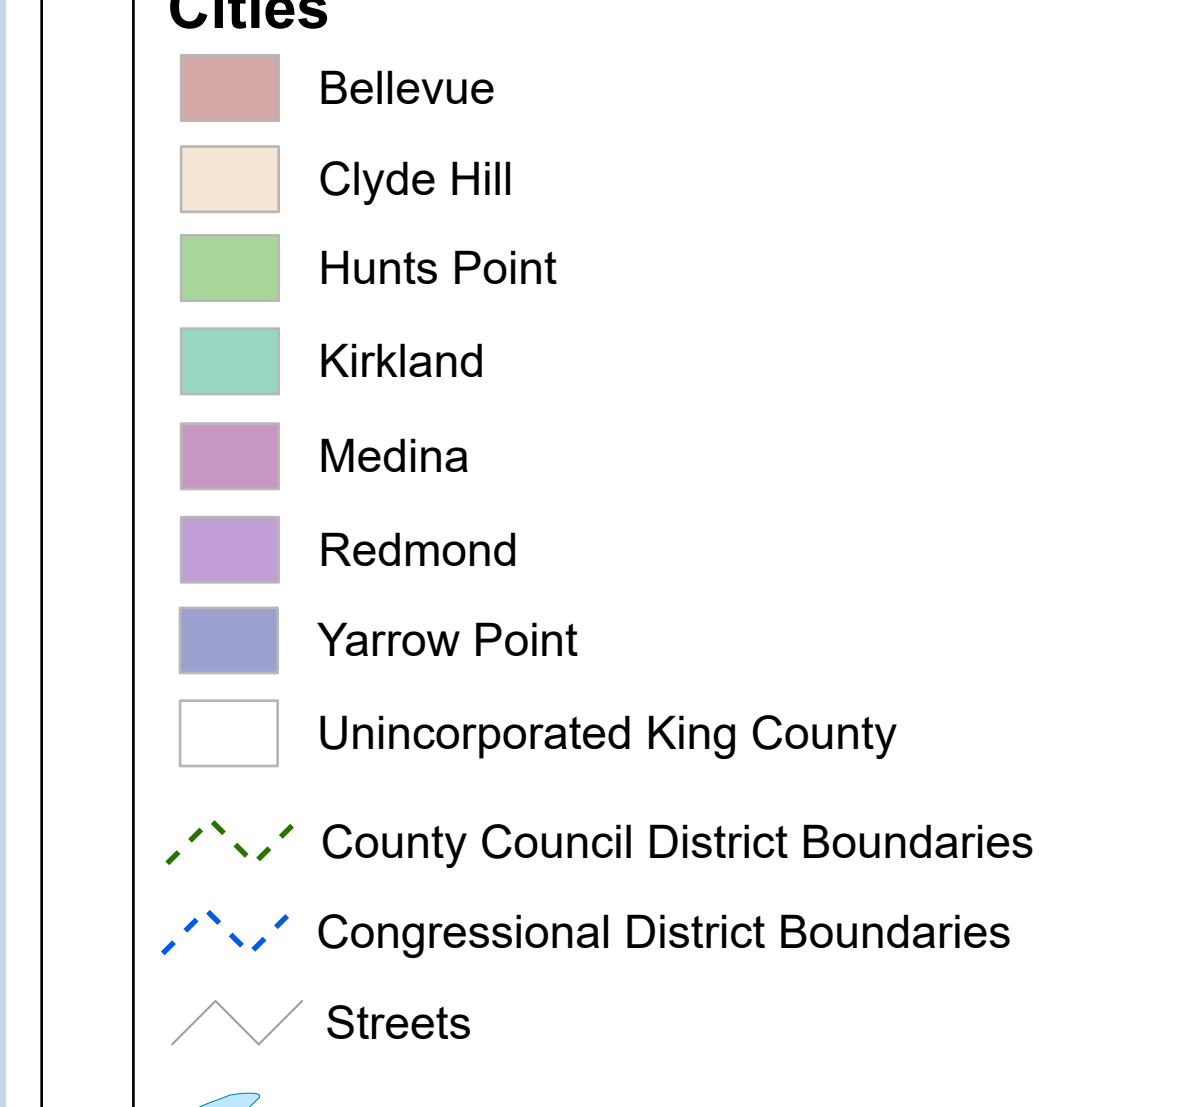 Cities
Bellevue
Clyde Hill
Hunts Point
Kirkland
Medina
Redmond
Yarrow Point
Unincorporated King County
County Council District Boundaries
Congressional District Boundaries
Streets